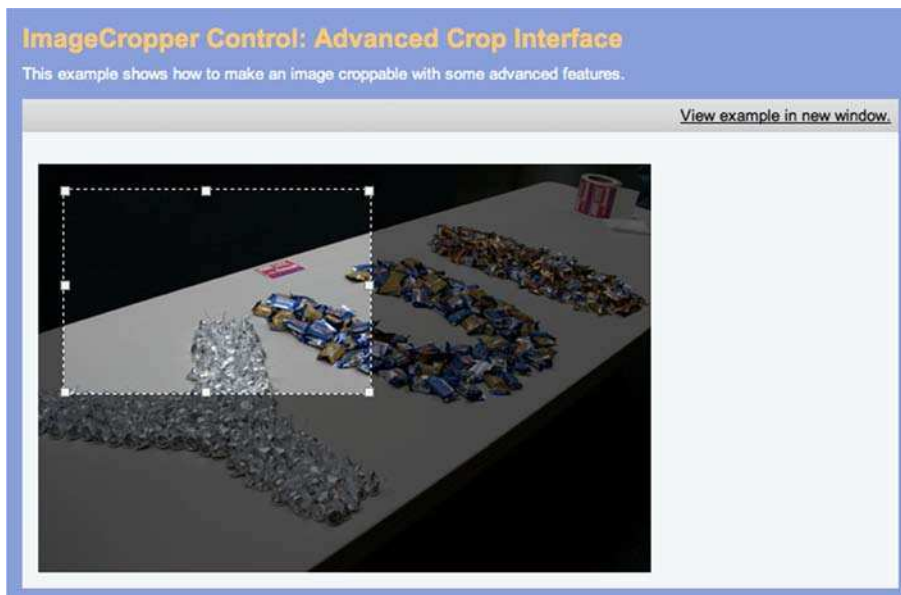 ImageCropper Control: Advanced Crop Interface
This example shows how to make an image croppable with some advanced features.
View example in new window.